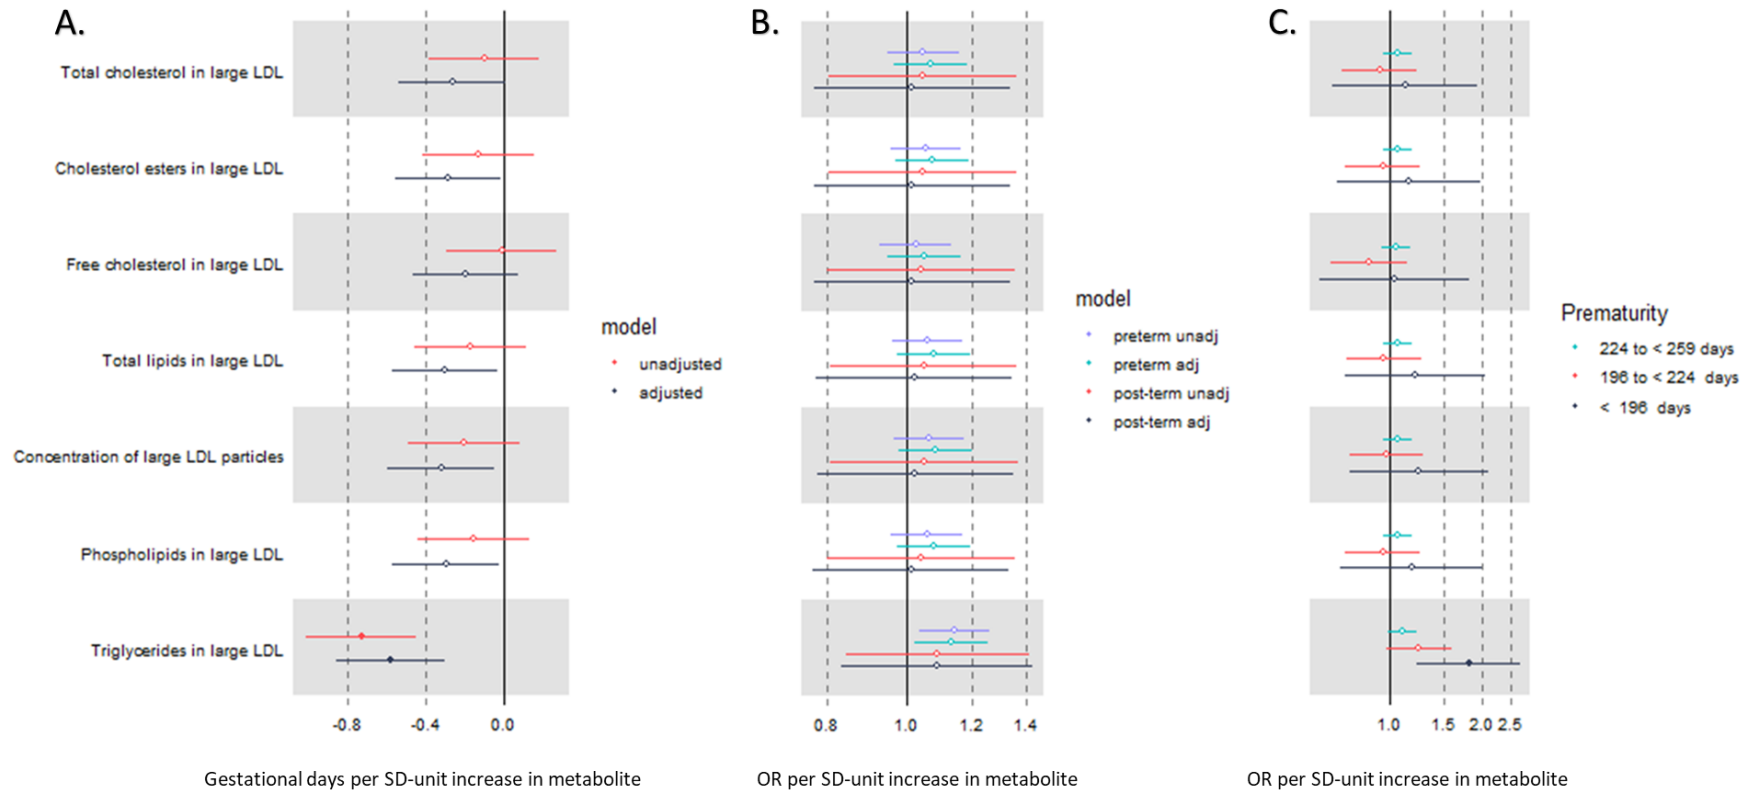 A.
B.
C.
Total cholesterol in large LDL
Cholesterol esters in large LDL
Free cholesterol in large LDL
Total lipids in large LDL
Concentration of large LDL particles
Phospholipids in large LDL
Triglycerides in large LDL
model
unadjusted
adjusted
model
preterm unadj
preterm adj
post-term unadj
post-term adj
Prematurity
224 to < 259 days
196 to < 224 days
< 196 days
-0.8 -0.4 0.0
0.8 1.0 1.2 1.4
1.0 1.5 2.0 2.5
Gestational days per SD-unit increase in metabolite
OR per SD-unit increase in metabolite
OR per SD-unit increase in metabolite